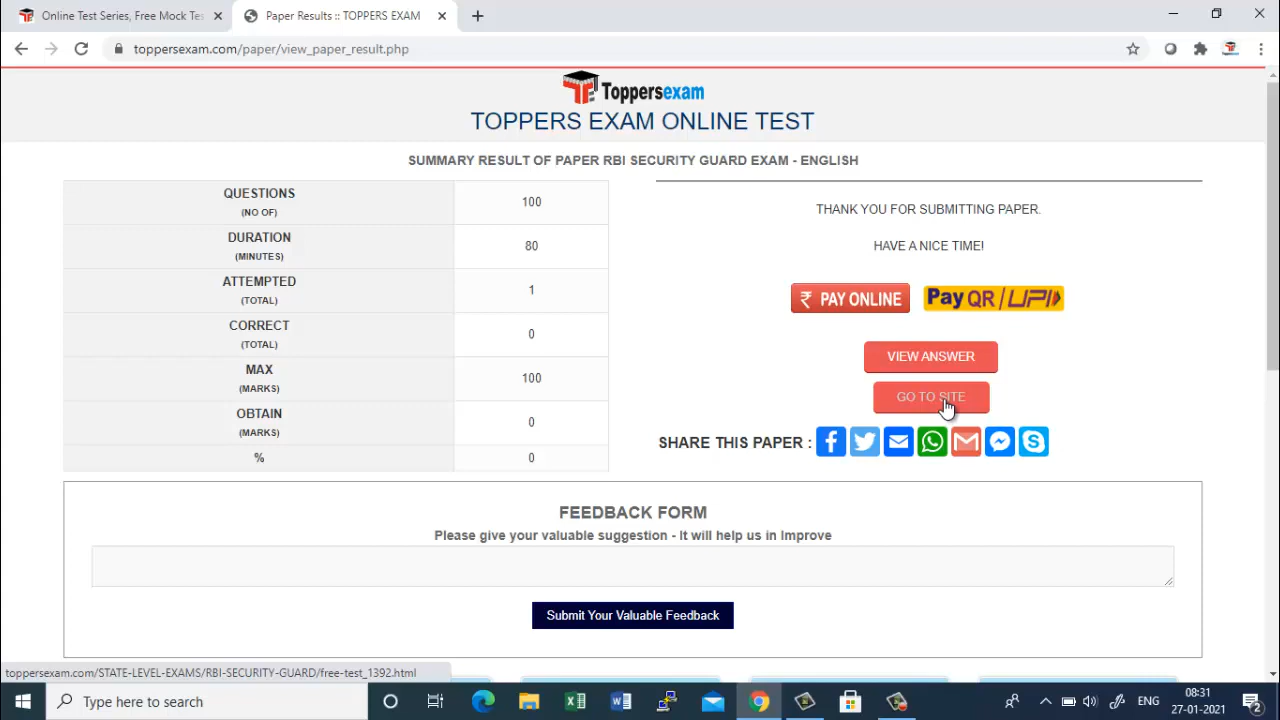 Online Test Series, Free Mock Tes
Paper Results :: TOPPERS EXAM
toppersexam.com/paper/view_paper_result.php
Toppersexam
TOPPERS EXAM ONLINE TEST
SUMMARY RESULT OF PAPER RBI SECURITY GUARD EXAM - ENGLISH
QUESTIONS
(NO OF)
100
DURATION
(MINUTES)
80
ATTEMPTED
(TOTAL)
1
CORRECT
(TOTAL)
0
MAX
(MARKS)
100
OBTAIN
(MARKS)
0
%
0
THANK YOU FOR SUBMITTING PAPER.
HAVE A NICE TIME!
₹ PAY ONLINE
Pay QR/UPI
VIEW ANSWER
GO TO SITE
SHARE THIS PAPER :
FEEDBACK FORM
Please give your valuable suggestion - It will help us in Improve
Submit Your Valuable Feedback
toppersexam.com/STATE-LEVEL-EXAMS/RBI-SECURITY-GUARD/free-test_1392.html
Type here to search
ENG
08:31
27-01-2021
2